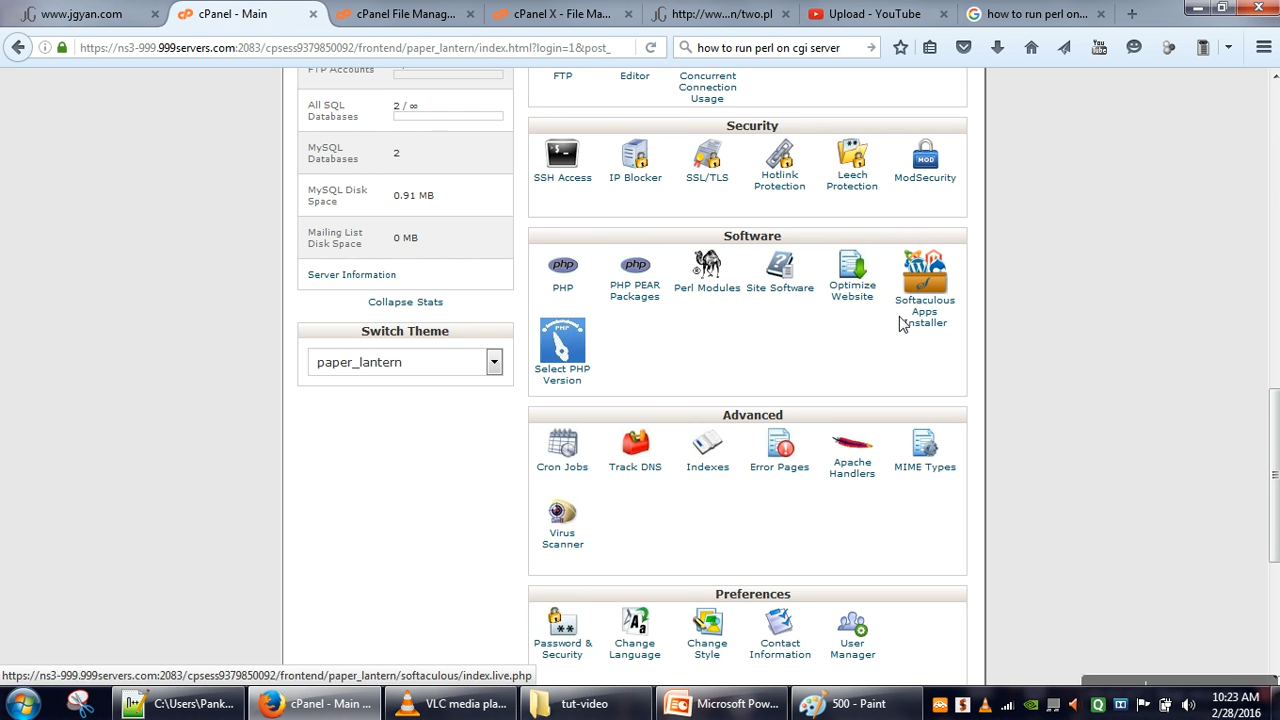 www.jgyan.com
cPanel - Main
cPanel File Manag...
cPanel X - File Ma...
http://ww...n/two.pl
Upload - YouTube
how to run perl on...
https://ns3-999.999servers.com:2083/cpsess9379850092/frontend/paper_lantern/index.html?login=1&post_
how to run perl on cgi server
FTP Accounts
All SQL
Databases
2 / ∞
MySQL
Databases
2
MySQL Disk
Space
0.91 MB
Mailing List
Disk Space
0 MB
Server Information
Collapse Stats
Switch Theme
paper_lantern
FTP
Editor
Concurrent
Connection
Usage
Security
SSH Access
IP Blocker
SSL/TLS
Hotlink
Protection
Leech
Protection
MOD
ModSecurity
Software
php
PHP
php
PHP PEAR
Packages
Perl Modules
Site Software
Optimize
Website
Softaculous
Apps
Installer
PHP
Select PHP
Version
Advanced
Cron Jobs
Track DNS
Indexes
Error Pages
Apache
Handlers
MIME Types
Virus
Scanner
Preferences
Password &
Security
Change
Language
Change
Style
Contact
Information
User
Manager
https://ns3-999.999servers.com:2083/cpsess9379850092/frontend/paper_lantern/softaculous/index.live.php
C:\Users\Pank...
cPanel - Main ...
VLC media pla...
tut-video
Microsoft Pow...
500 - Paint
10:23 AM
2/28/2016